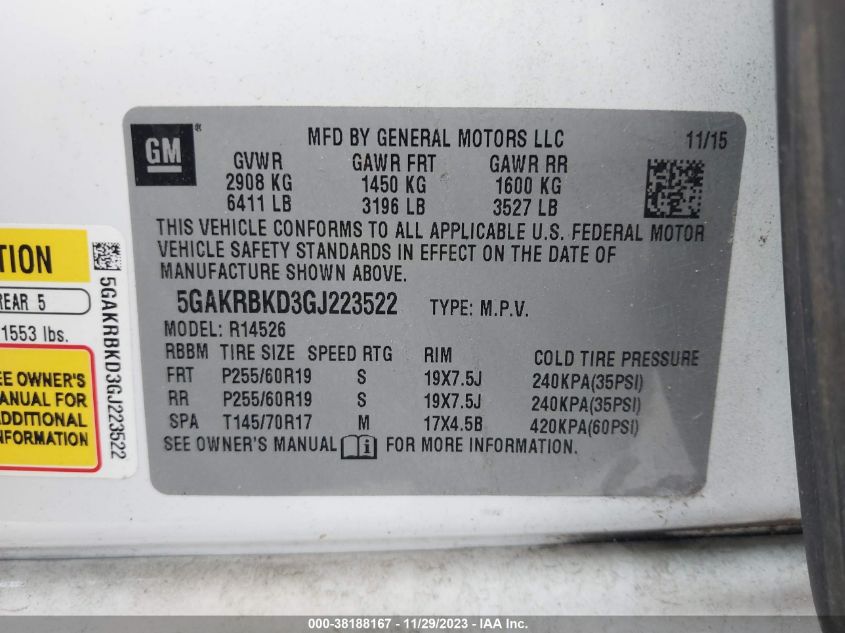 GM
MFD BY GENERAL MOTORS LLC 11/15
GVWR GAWR FRT GAWR RR
2908 KG 1450 KG 1600 KG
6411 LB 3196 LB 3527 LB
THIS VEHICLE CONFORMS TO ALL APPLICABLE U.S. FEDERAL MOTOR
VEHICLE SAFETY STANDARDS IN EFFECT ON THE DATE OF
MANUFACTURE SHOWN ABOVE.
5GAKRBKD3GJ223522 TYPE: M.P.V.
MODEL: R14526
RBBM TIRE SIZE SPEED RTG RIM COLD TIRE PRESSURE
FRT P255/60R19 S 19X7.5J 240KPA(35PSI)
RR P255/60R19 S 19X7.5J 240KPA(35PSI)
SPA T145/70R17 M 17X4.5B 420KPA(60PSI)
SEE OWNER'S MANUAL i FOR MORE INFORMATION.
TION
REAR 5
1553 lbs.
EE OWNER'S
ANUAL FOR
ADDITIONAL
NFORMATION
5GAKRBKD3GJ223522
000-38188167 - 11/29/2023 - IAA Inc.